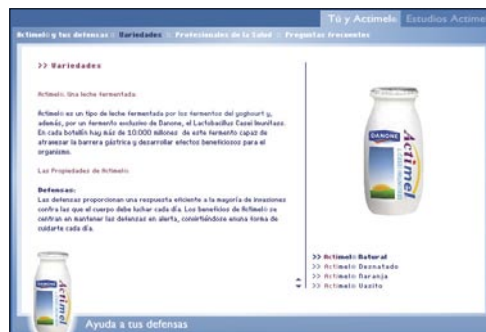 Tú y Actimel® Estudios Actime
Actimel® y tus defensas :: Variedades :: Profesionales de la Salud :: Preguntas frecuentes
>> Variedades
Actimel®. Una leche fermentada.
Actimel® es un tipo de leche fermentada por los fermentos del yoghourt y,
además, por un fermento exclusivo de Danone, el Lactobacillus Casei Imunitass.
En cada botellín hay más de 10.000 millones de este fermento capaz de
atravesar la barrera gástrica y desarrollar efectos beneficiosos para el
organismo.
Las Propiedades de Actimel®
Defensas:
Las defensas proporcionan una respuesta eficiente a la mayoría de invasiones
contra las que el cuerpo debe luchar cada día. Los beneficios de Actimel® se
centran en mantener las defensas en alerta, convirtiéndose en una forma de
cuidarte cada día.
DANONE
Actimel
>> Actimel® Natural
>> Actimel® Desnatado
>> Actimel® Naranja
>> Actimel® Vasito
DANONE
Actimel
Ayuda a tus defensas